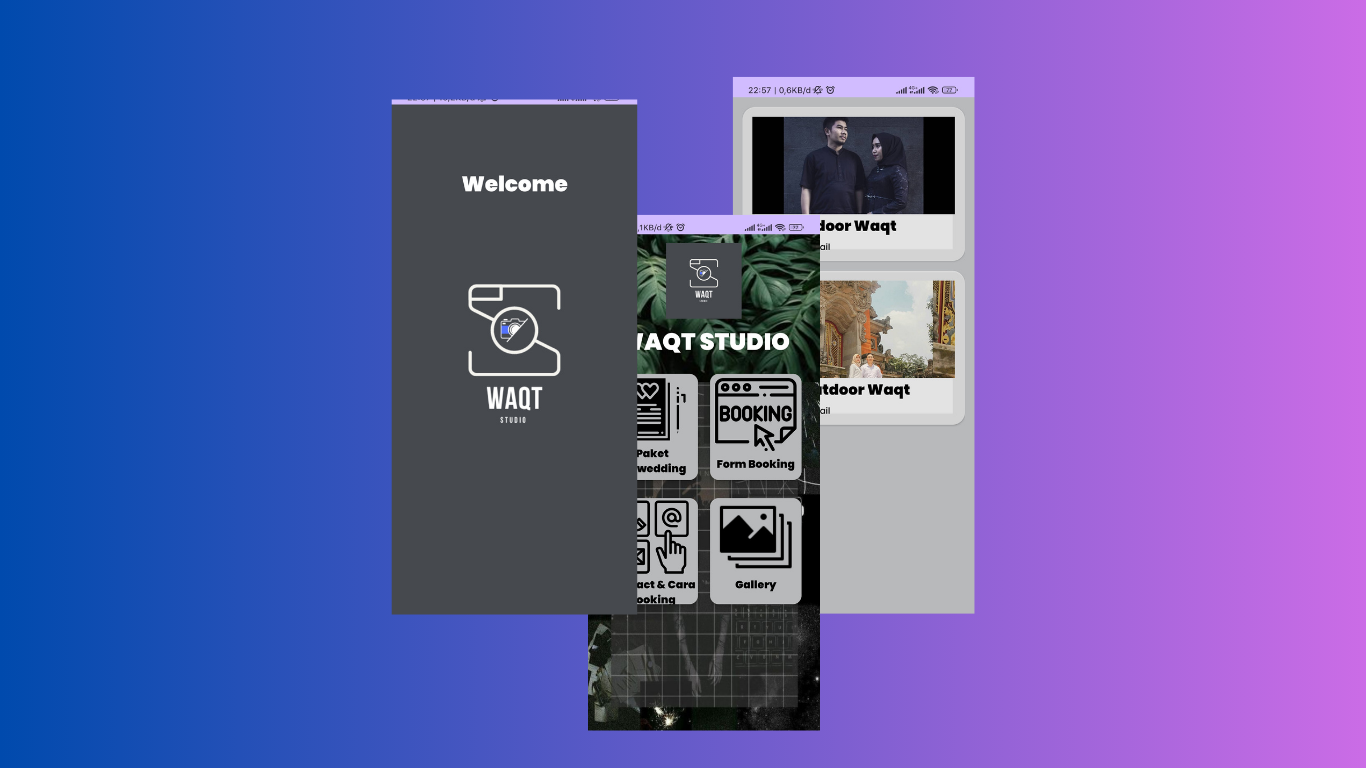 Welcome
WAQT
STUDIO
,1KB/d
WAQT
WAQT STUDIO
Paket
wedding
BOOKING
Form Booking
@
act & Cara
ooking
Gallery
22:57 | 0,6KB/d
22
door Waqt
ail
tdoor Waqt
ail